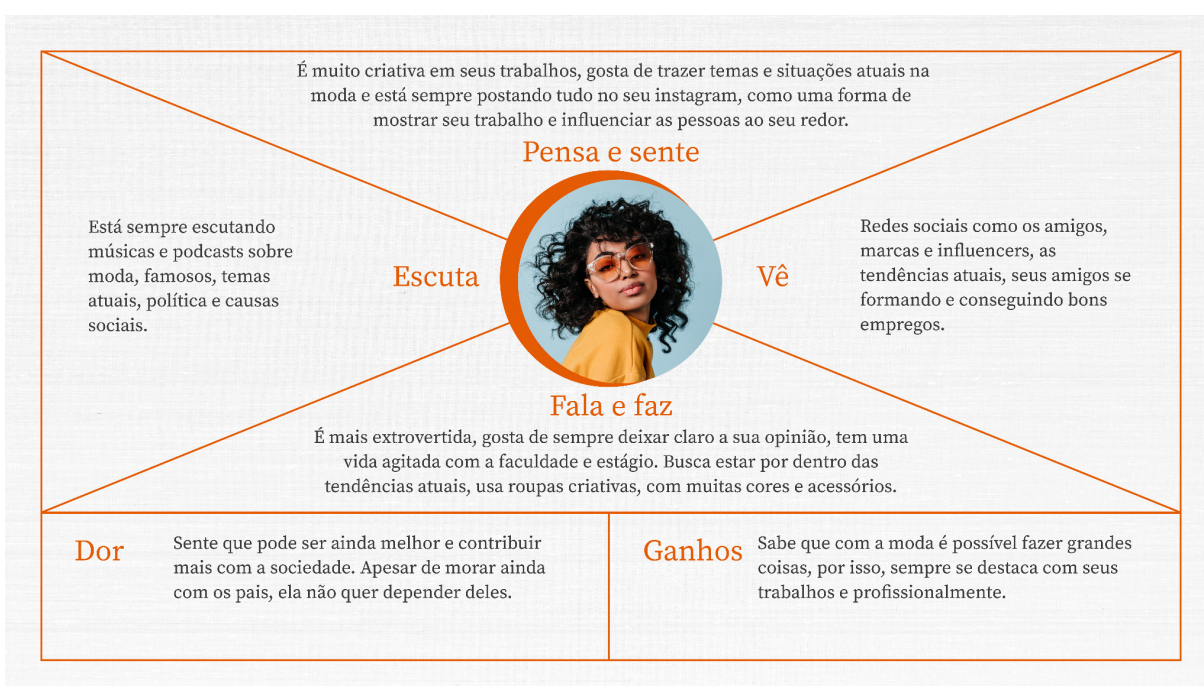 É muito criativa em seus trabalhos, gosta de trazer temas e situações atuais na
moda e está sempre postando tudo no seu instagram, como uma forma de
mostrar seu trabalho e influenciar as pessoas ao seu redor.
Pensa e sente
Está sempre escutando
músicas e podcasts sobre
moda, famosos, temas
atuais, política e causas
sociais.
Escuta
Vê
Redes sociais como os amigos,
marcas e influencers, as
tendências atuais, seus amigos se
formando e conseguindo bons
empregos.
Fala e faz
É mais extrovertida, gosta de sempre deixar claro a sua opinião, tem uma
vida agitada com a faculdade e estágio. Busca estar por dentro das
tendências atuais, usa roupas criativas, com muitas cores e acessórios.
Dor
Sente que pode ser ainda melhor e contribuir
mais com a sociedade. Apesar de morar ainda
com os pais, ela não quer depender deles.
Ganhos
Sabe que com a moda é possível fazer grandes
coisas, por isso, sempre se destaca com seus
trabalhos e profissionalmente.